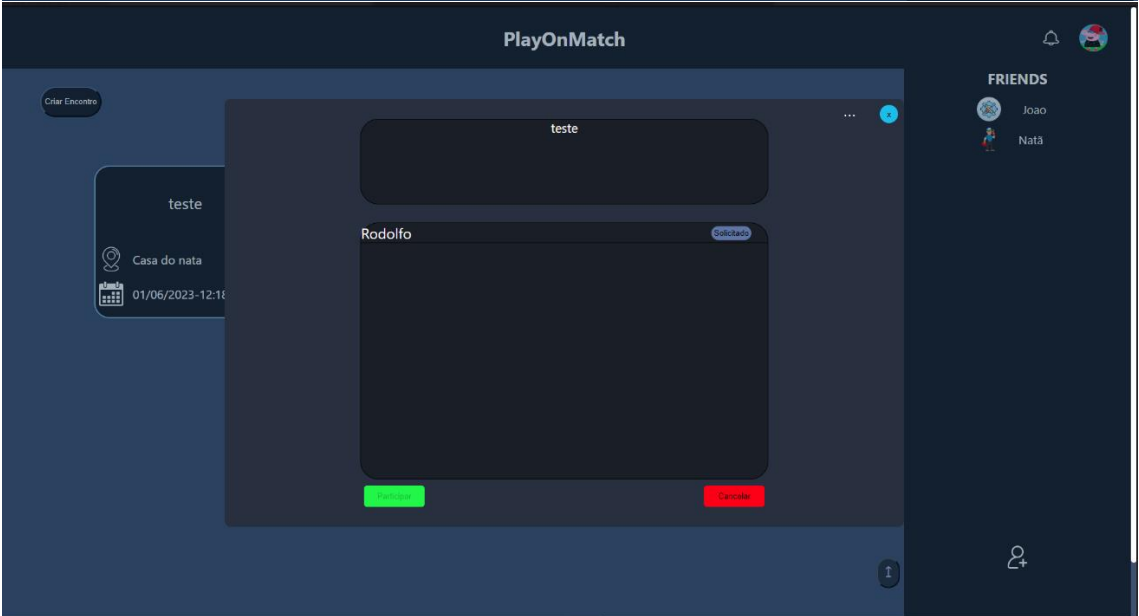 PlayOnMatch
Criar Encontro
FRIENDS
Joao
Natã
...
x
teste
teste
Casa do nata
01/06/2023-12:18
Rodolfo
Solicitado
Participar
Cancelar